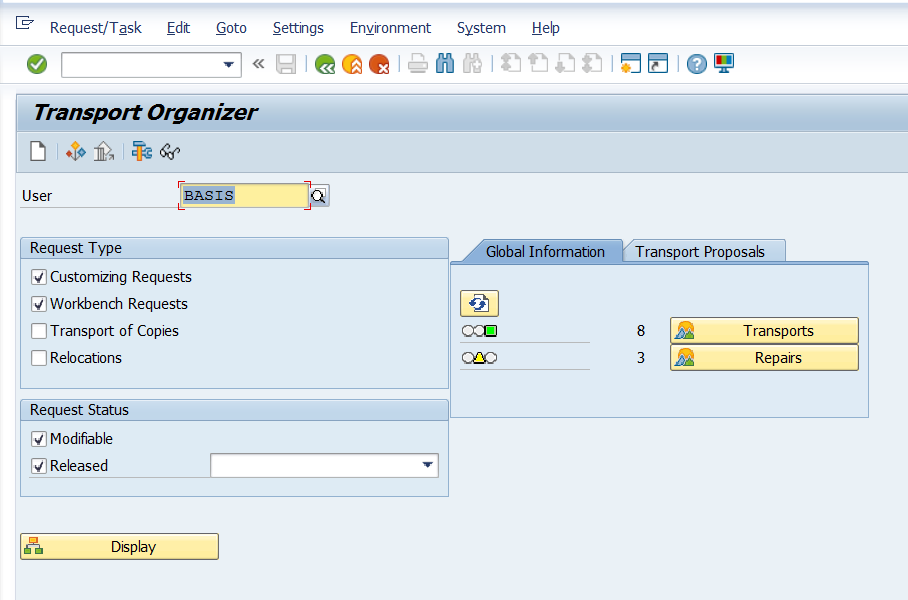 Request/Task Edit Goto Settings Environment System Help
Transport Organizer
User BASIS
Request Type
Customizing Requests
Workbench Requests
Transport of Copies
Relocations
Request Status
Modifiable
Released
Display
Global Information Transport Proposals
8 Transports
3 Repairs